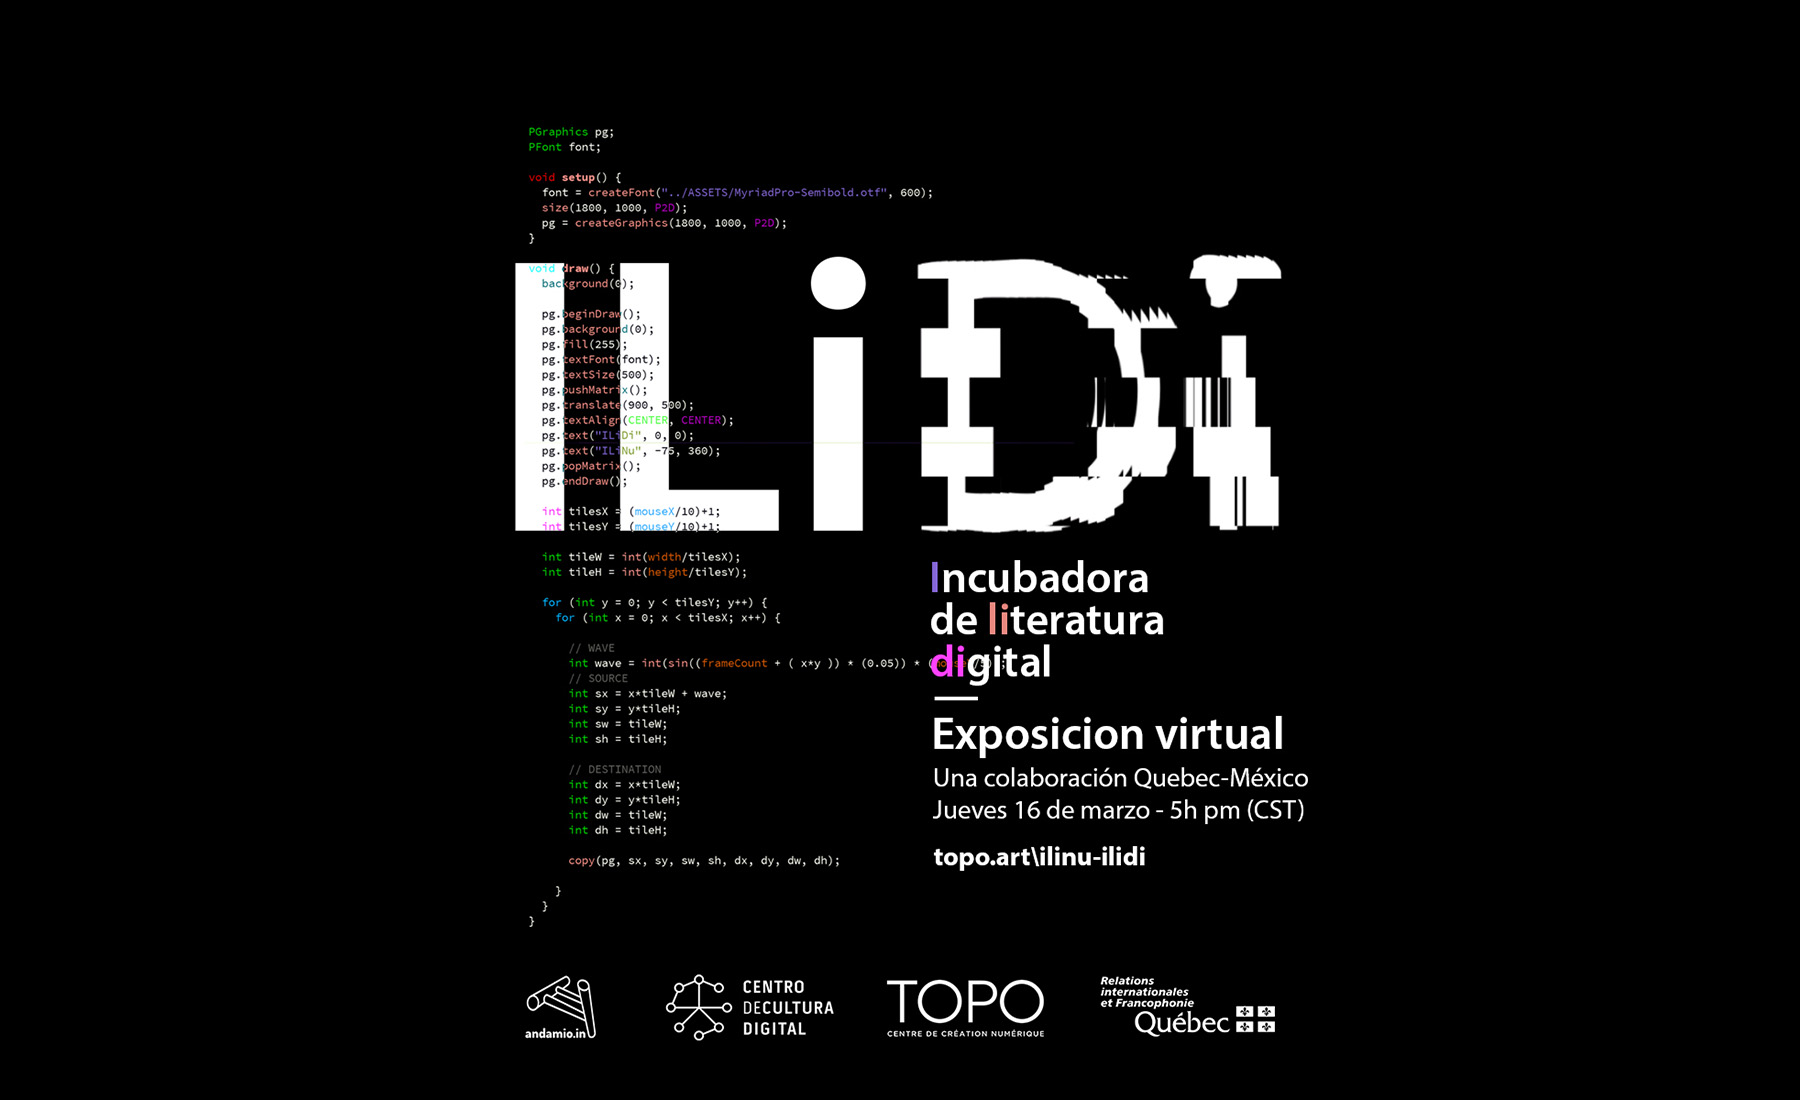 PGraphics pg;
PFont font;
void setup() {
font = createFont("../ASSETS/MyriadPro-Semibold.otf", 600);
size(1800, 1000, P2D);
pg = createGraphics(1800, 1000, P2D);
}
void draw() {
background(0);
pg.beginDraw();
pg.background(0);
pg.fill(255);
pg.textFont(font);
pg.textSize(500);
pg.pushMatrix();
pg.translate(900, 500);
pg.textAlign(CENTER, CENTER);
pg.text("ILiDi", 0, 0);
pg.text("ILiNu", -75, 360);
pg.popMatrix();
pg.endDraw();
int tilesX = (mouseX/10)+1;
int tilesY = (mouseY/10)+1;
int tileW = int(width/tilesX);
int tileH = int(height/tilesY);
for (int y = 0; y < tilesY; y++) {
for (int x = 0; x < tilesX; x++) {
// WAVE
int wave = int(sin((frameCount + ( x*y )) * (0.05)) * (
// SOURCE
int sx = x*tileW + wave;
int sy = y*tileH;
int sw = tileW;
int sh = tileH;
// DESTINATION
int dx = x*tileW;
int dy = y*tileH;
int dw = tileW;
int dh = tileH;
copy(pg, sx, sy, sw, sh, dx, dy, dw, dh);
}
}
}
ILiDi
Incubadora
de literatura
digital
Exposicion virtual
Una colaboración Quebec-México
Jueves 16 de marzo - 5h pm (CST)
topo.art\ilinu-ilidi
andamio.in
CENTRO
DECULTURA
DIGITAL
TOPO
CENTRE DE CRÉATION NUMÉRIQUE
Relations
internationales
et Francophonie
Québec